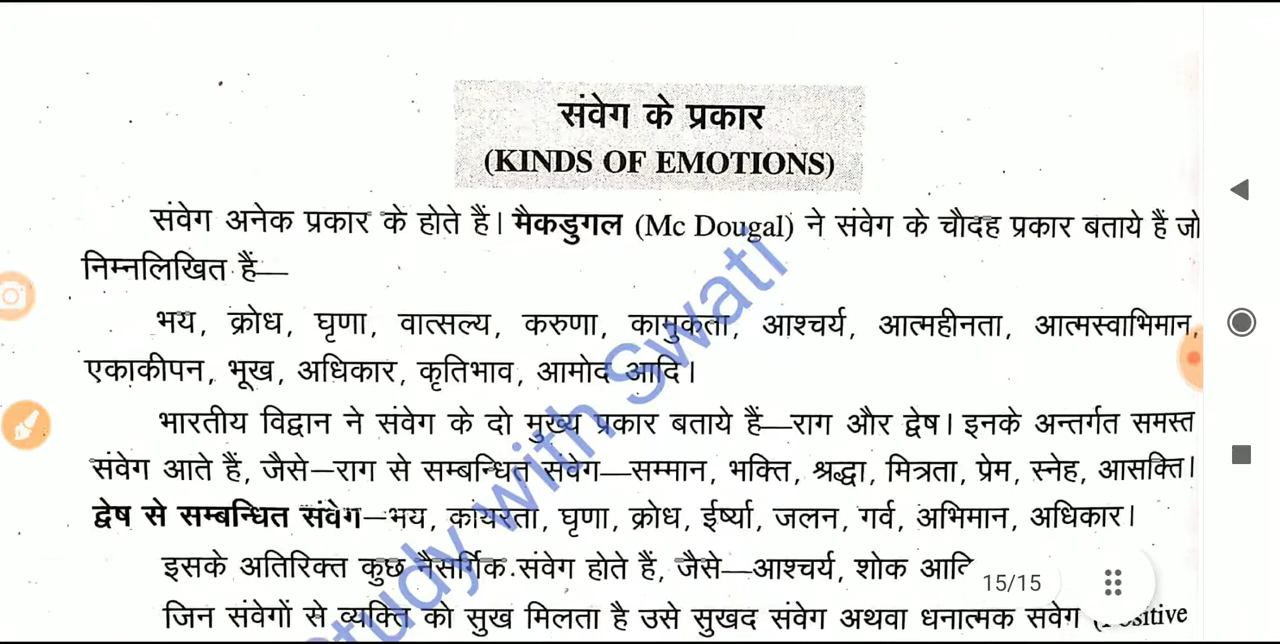 संवेग के प्रकार
(KINDS OF EMOTIONS)
संवेग अनेक प्रकार के होते हैं। मैकडुगल (Mc Dougal) ने संवेग के चौदह प्रकार बताये हैं जो
निम्नलिखित हैं—
भय, क्रोध, घृणा, वात्सल्य, करुणा, कामुकता, आश्चर्य, आत्महीनता, आत्मस्वाभिमान,
एकाकीपन, भूख, अधिकार, कृतिभाव, आमोद आदि।
भारतीय विद्वान ने संवेग के दो मुख्य प्रकार बताये हैं—राग और द्वेष। इनके अन्तर्गत समस्त
संवेग आते हैं, जैसे–राग से सम्बन्धित संवेग—सम्मान, भक्ति, श्रद्धा, मित्रता, प्रेम, स्नेह, आसक्ति।
द्वेष से सम्बन्धित संवेग–भय, कायरता, घृणा, क्रोध, ईर्ष्या, जलन, गर्व, अभिमान, अधिकार।
इसके अतिरिक्त कुछ नैसर्गिक संवेग होते हैं, जैसे—आश्चर्य, शोक
15/15
जिन संवेगों से व्यक्ति को सुख मिलता है उसे सुखद संवेग अथवा धनात्मक संवेग
Study with Swati